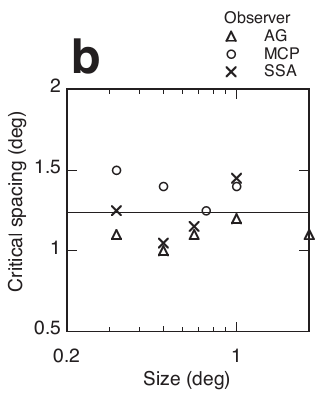 Observer
AG
MCP
SSA
b
2
1.5
1
0.5
Critical spacing (deg)
0.2
1
Size (deg)